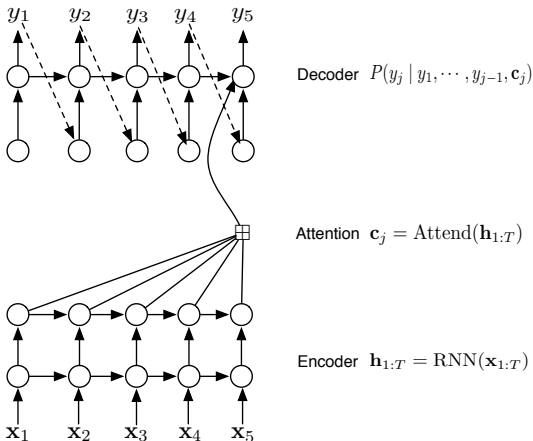 y₁ y₂ y₃ y₄ y₅
Decoder P(yⱼ | y₁, ⋯ , yⱼ₋₁, cⱼ)
Attention cⱼ = Attend(h₁:T)
Encoder h₁:T = RNN(x₁:T)
x₁ x₂ x₃ x₄ x₅